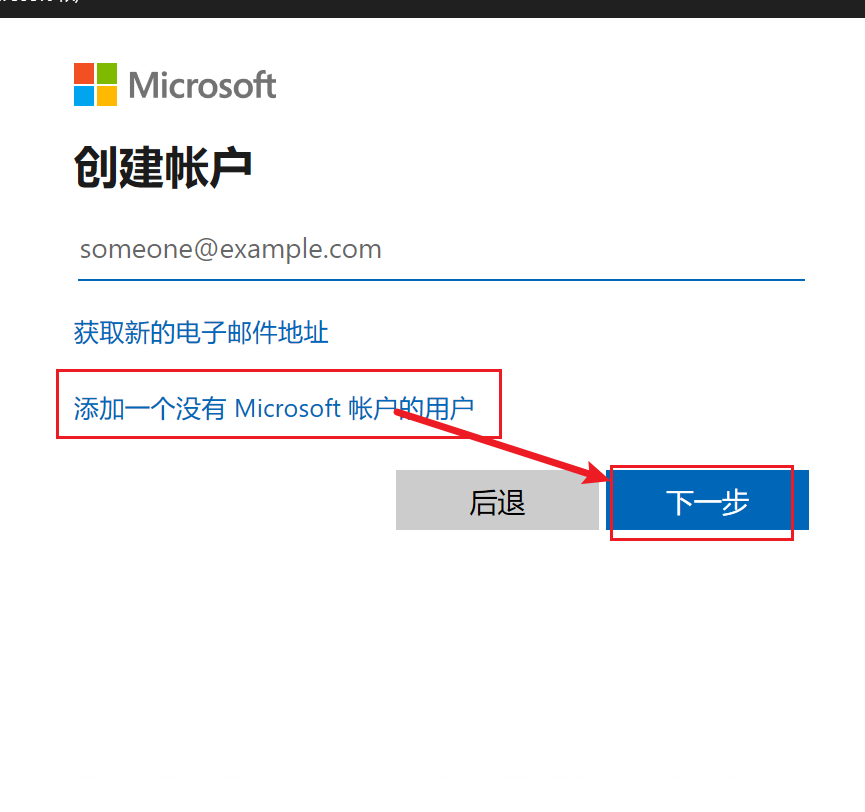 Microsoft
创建帐户
someone@example.com
获取新的电子邮件地址
添加一个没有 Microsoft 帐户的用户
后退
下一步